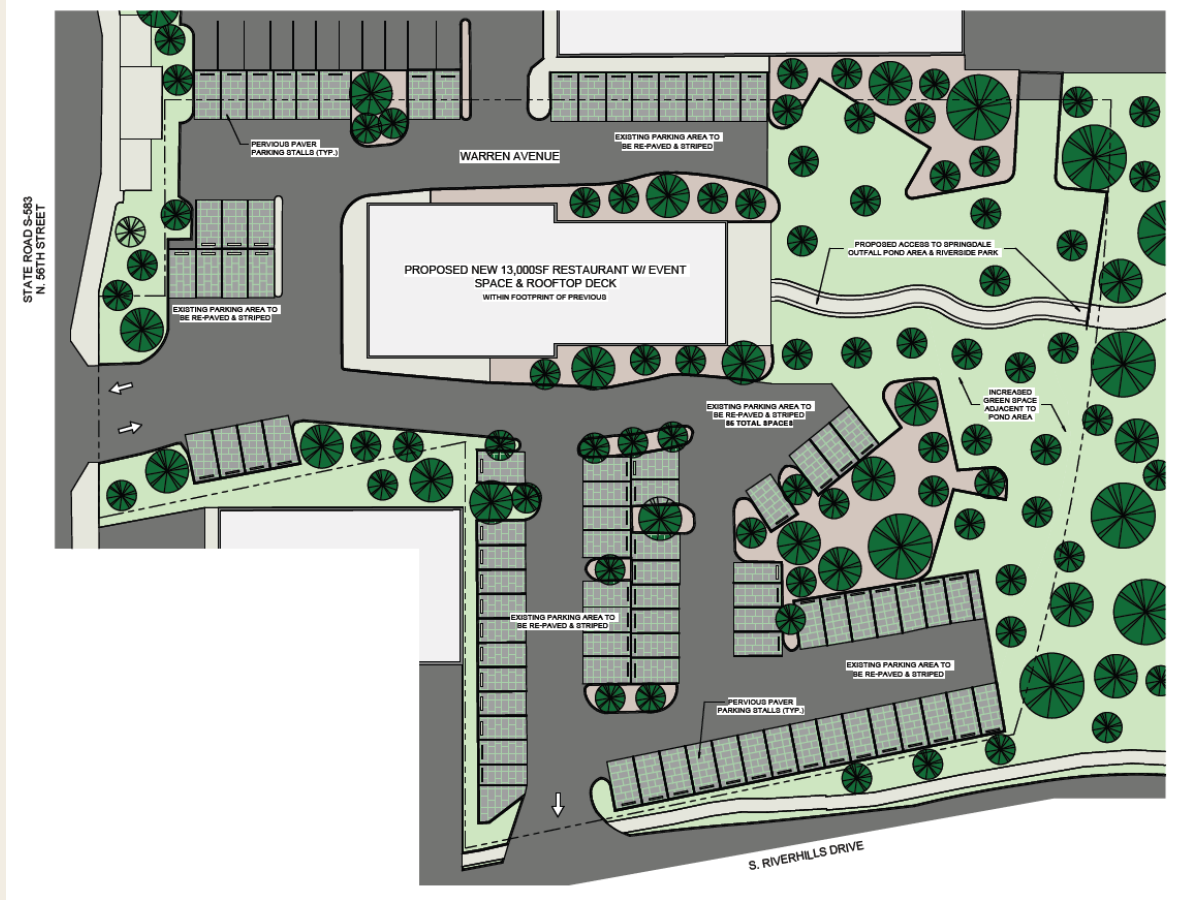 PERVIOUS PAVER
PARKING STALLS (TYP.)
EXISTING PARKING AREA TO
BE RE-PAVED & STRIPED
WARREN AVENUE
STATE ROAD S-583
N. 56TH STREET
PROPOSED ACCESS TO SPRINGDALE
OUTFALL POND AREA & RIVERSIDE PARK
PROPOSED NEW 13,000SF RESTAURANT W/ EVENT
SPACE & ROOFTOP DECK
WITHIN FOOTPRINT OF PREVIOUS
EXISTING PARKING AREA TO
BE RE-PAVED & STRIPED
INCREASED
GREEN SPACE
ADJACENT TO
POND AREA
EXISTING PARKING AREA TO
BE RE-PAVED & STRIPED
85 TOTAL SPACES
EXISTING PARKING AREA TO
BE RE-PAVED & STRIPED
EXISTING PARKING AREA TO
BE RE-PAVED & STRIPED
PERVIOUS PAVER
PARKING STALLS (TYP.)
S. RIVERHILLS DRIVE